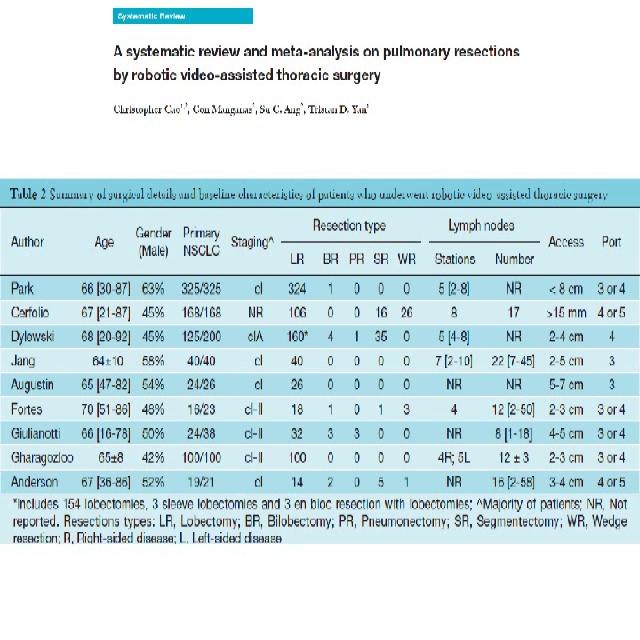 Systematic Review
A systematic review and meta-analysis on pulmonary resections
by robotic video-assisted thoracic surgery
Christopher Cao, Con Manganas, Su C. Ang, Tristan D. Yan
Table 2 Summary of surgical details and baseline characteristics of patients who underwent robotic video assisted thoracic surgery
Author Age Gender (Male) Primary NSCLC Staging^ Resection type Lymph nodes Access Port
LR BR PR SR WR Stations Number
Park 66 [30-87] 63% 325/325 cI 324 1 0 0 0 5 [2-8] NR < 8 cm 3 or 4
Cerfolio 67 [21-87] 45% 168/168 NR 106 0 0 16 26 8 17 >15 mm 4 or 5
Dylewski 68 [20-92] 45% 125/200 cIA 160* 4 1 35 0 5 [4-8] NR 2-4 cm 4
Jang 64±10 58% 40/40 cI 40 0 0 0 0 7 [2-10] 22 [7-45] 2-5 cm 3
Augustin 65 [47-82] 54% 24/26 cI 26 0 0 0 0 NR NR 5-7 cm 3
Fortes 70 [51-86] 48% 16/23 cI-II 18 1 0 1 3 4 12 [2-50] 2-3 cm 3 or 4
Giulianotti 66 [16-78] 50% 24/38 cI-II 32 3 3 0 0 NR 8 [1-18] 4-5 cm 3 or 4
Gharagozloo 65±8 42% 100/100 cI-II 100 0 0 0 0 4R; 5L 12 ± 3 2-3 cm 3 or 4
Anderson 67 [36-86] 52% 19/21 cI 14 2 0 5 1 NR 16 [2-58] 3-4 cm 4 or 5
*Includes 154 lobectomies, 3 sleeve lobectomies and 3 en bloc resection with lobectomies; ^Majority of patients; NR, Not
reported. Resections types: LR, Lobectomy; BR, Bilobectomy; PR, Pneumonectomy; SR, Segmentectomy; WR, Wedge
resection; R, Right-sided disease; L, Left-sided disease